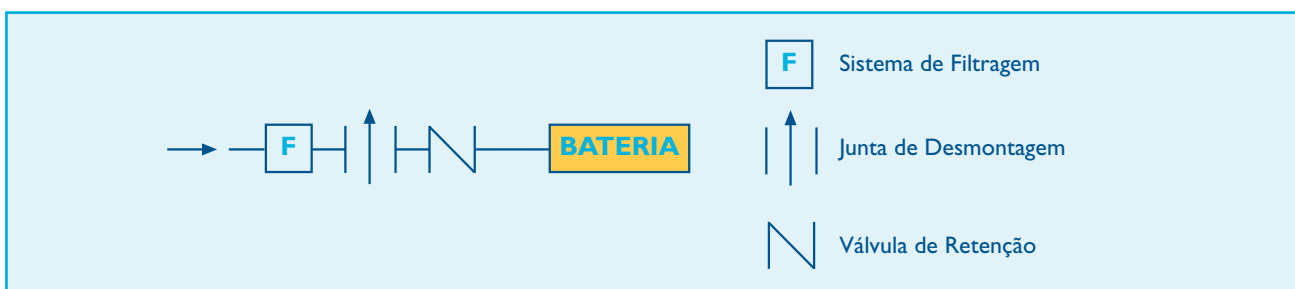 F
Sistema de Filtragem
F
BATERIA
Junta de Desmontagem
Válvula de Retenção